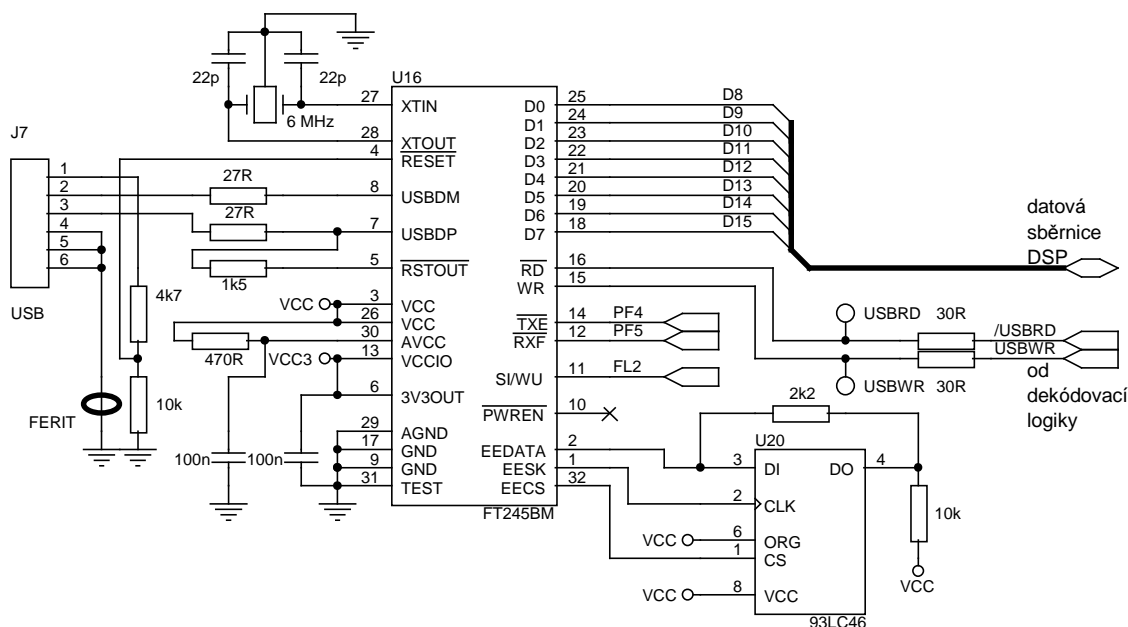 22p
22p
6 MHz
J7
1
2
3
4
5
6
USB
27R
27R
1k5
VCC
470R
VCC3
4k7
10k
FERIT
100n
100n
U16
27 XTIN
28 XTOUT
4 RESET
8 USBDM
7 USBDP
5 RSTOUT
3 VCC
26 VCC
30 AVCC
13 VCCIO
6 3V3OUT
29 AGND
17 GND
9 GND
31 TEST
D0 25 D8
D1 24 D9
D2 23 D10
D3 22 D11
D4 21 D12
D5 20 D13
D6 19 D14
D7 18 D15
RD 16
WR 15
TXE 14 PF4
RXF 12 PF5
SI/WU 11 FL2
PWREN 10
EEDATA 2
EESK 1
EECS 32
FT245BM
datová
sběrnice
DSP
USBRD 30R /USBRD
USBWR
USBWR 30R
od
dekódovací
logiky
2k2
U20
3 DI
DO 4
2 CLK
10k
VCC 6 ORG
1 CS
VCC
VCC 8 VCC
93LC46